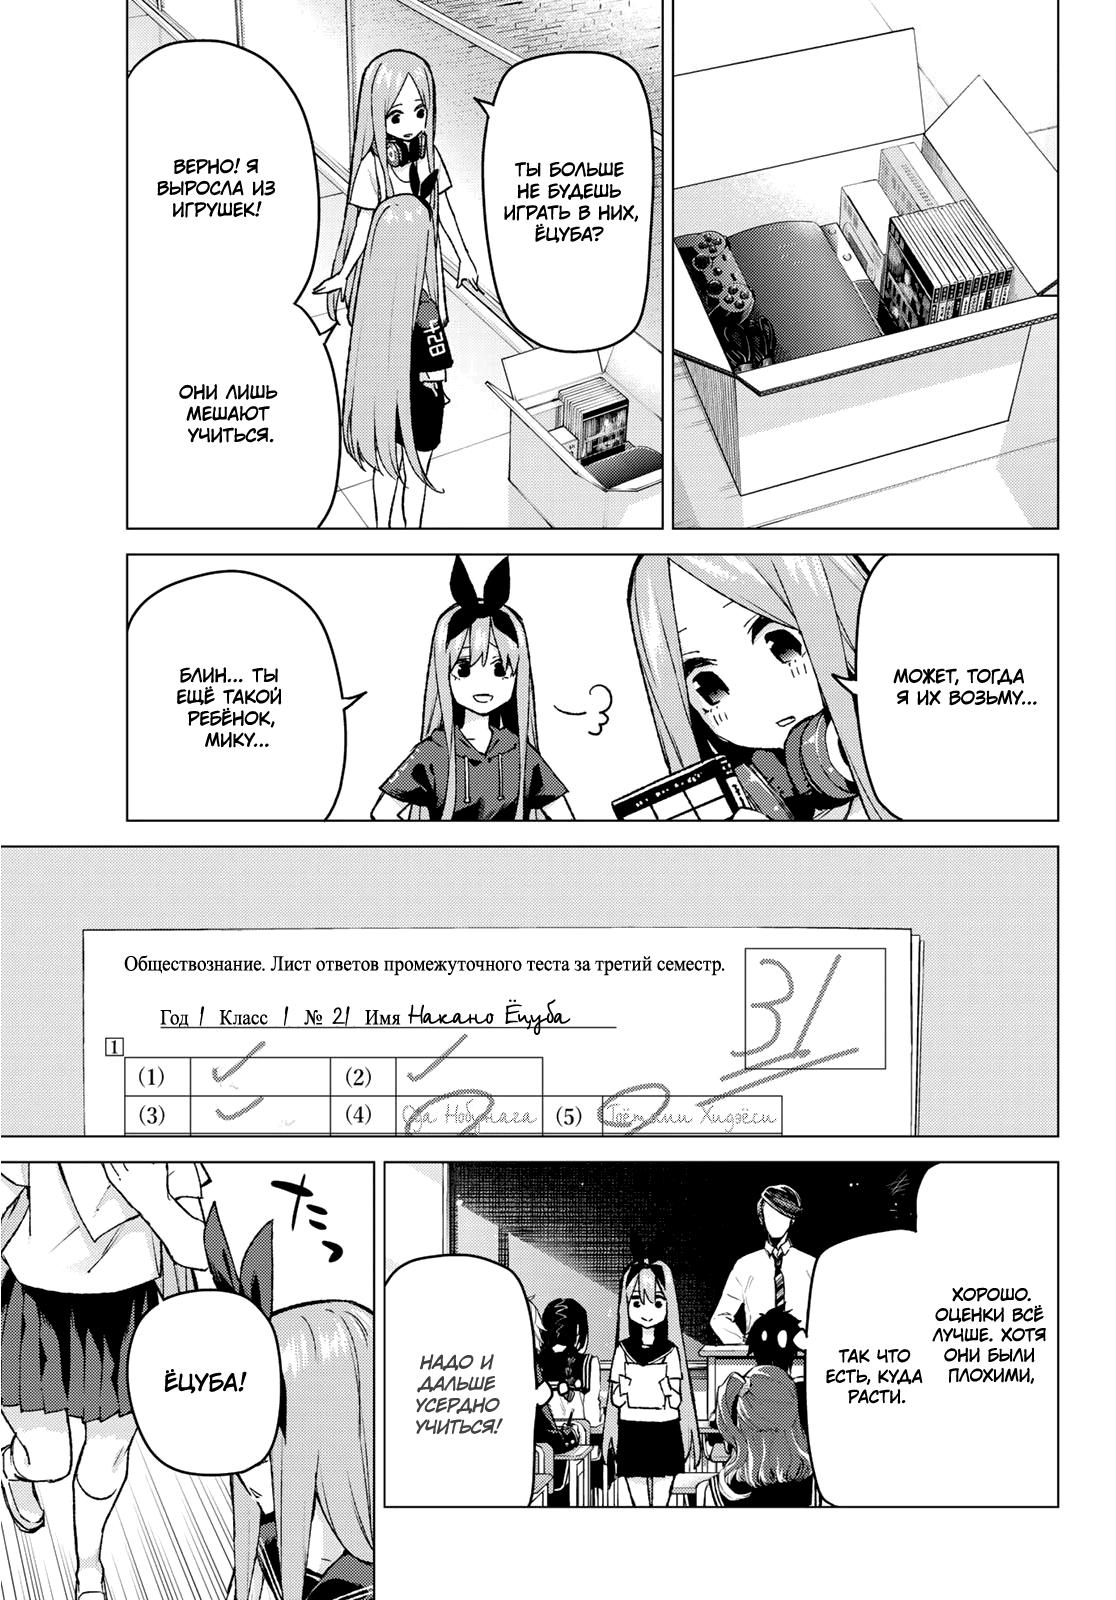 ТЫ БОЛЬШЕ
НЕ БУДЕШЬ
ИГРАТЬ В НИХ,
ЁЦУБА?
ВЕРНО! Я
ВЫРОСЛА ИЗ
ИГРУШЕК!
824
ОНИ ЛИШЬ
МЕШАЮТ
УЧИТЬСЯ.
МОЖЕТ, ТОГДА
Я ИХ ВОЗЬМУ...
БЛИН... ТЫ
ЕЩЁ ТАКОЙ
РЕБЁНОК,
МИКУ...
Обществознание. Лист ответов промежуточного теста за третий семестр.
31
Год 1 Класс 1 № 21 Имя Накано Ёцуба
1
(1) (2)
(3) (4) Ода Нобунага (5) Тоётоми Хидэёси
ХОРОШО.
ОЦЕНКИ ВСЁ
ЛУЧШЕ. ХОТЯ
ОНИ БЫЛИ
ПЛОХИМИ,
ТАК ЧТО
ЕСТЬ, КУДА
РАСТИ.
НАДО И
ДАЛЬШЕ
УСЕРДНО
УЧИТЬСЯ!
ЁЦУБА!